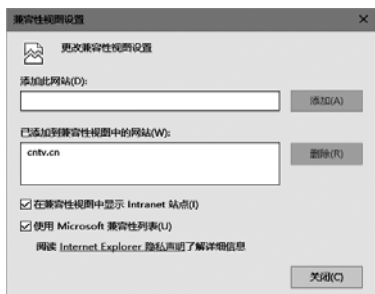 兼容性视图设置
更改兼容性视图设置
添加此网站(D):
添加(A)
已添加到兼容性视图中的网站(W):
cntv.cn
删除(R)
在兼容性视图中显示 Intranet 站点(I)
使用 Microsoft 兼容性列表(U)
阅读 Internet Explorer 隐私声明了解详细信息
关闭(C)